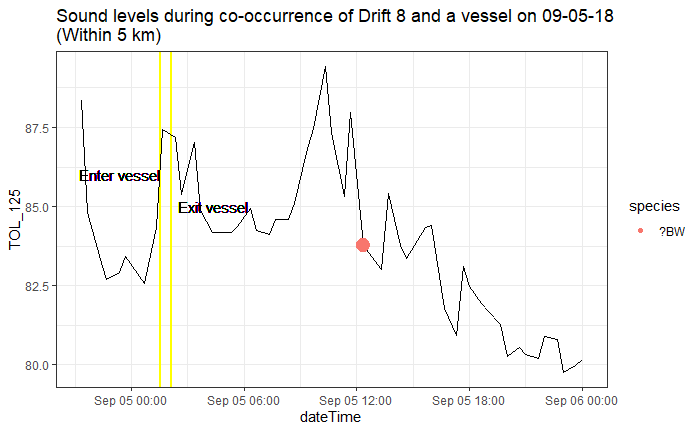 Sound levels during co-occurrence of Drift 8 and a vessel on 09-05-18
(Within 5 km)
87.5
85.0
82.5
80.0
TOL_125
Enter vessel
Exit vessel
species
?BW
Sep 05 00:00
Sep 05 06:00
Sep 05 12:00
Sep 05 18:00
Sep 06 00:00
dateTime